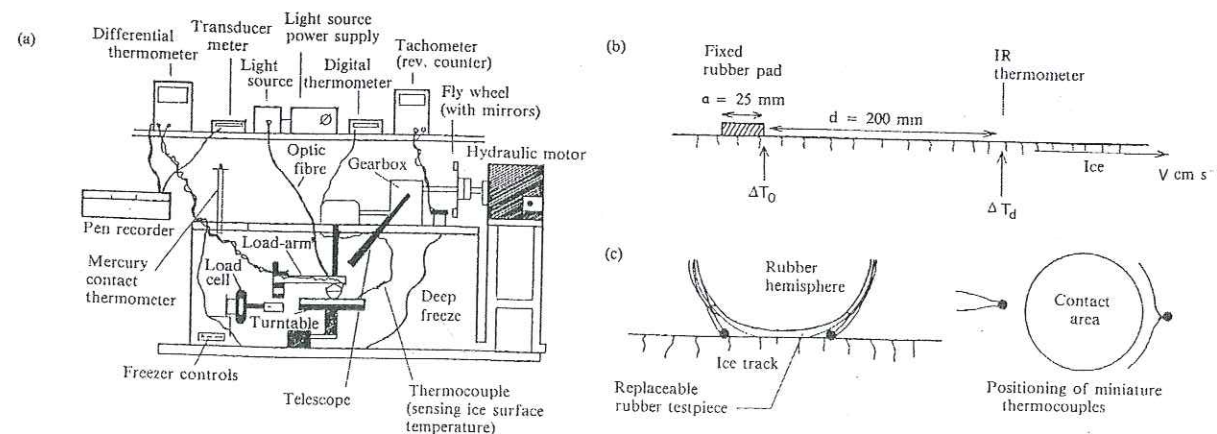 (a)
Differential
thermometer
Transducer
meter
Light source
power supply
Light
source
Digital
thermometer
Tachometer
(rev. counter)
Fly wheel
(with mirrors)
Hydraulic motor
Optic
fibre
Gearbox
Pen recorder
Mercury
contact
thermometer
Load-arm
Load
cell
Turntable
Deep
freeze
Freezer controls
Telescope
Thermocouple
(sensing ice surface
temperature)
(b)
Fixed
rubber pad
a = 25 mm
IR
thermometer
d = 200 mm
Ice
V cm s
ΔT₀
ΔTd
(c)
Rubber
hemisphere
Ice track
Replaceable
rubber testpiece
Contact
area
Positioning of miniature
thermocouples